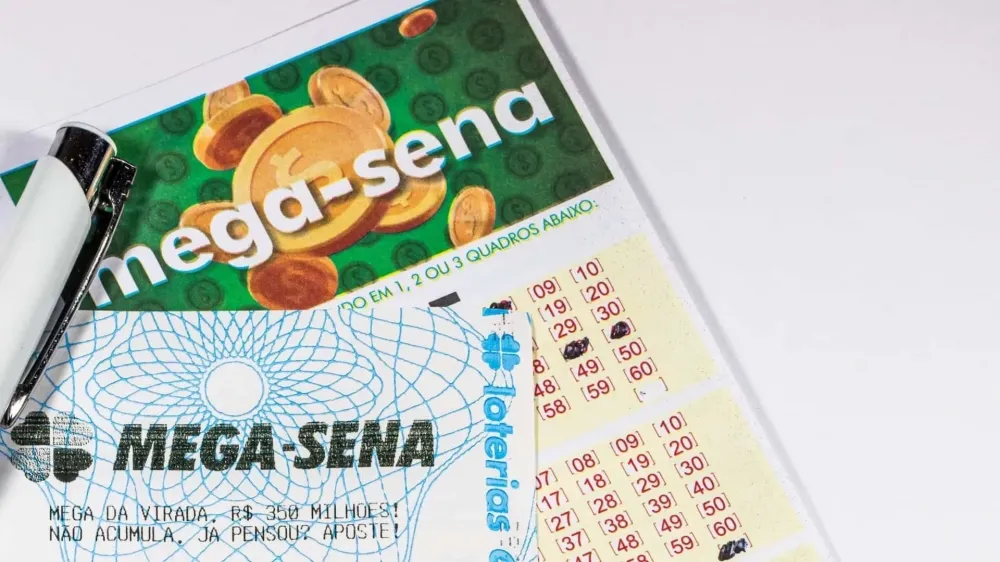 mega-sena
DO EM 1, 2 OU 3 QUADROS ABAIXO:
[09] [10]
[19] [20]
[29] [30]
[49] [50]
48] [59] [60]
[58]
07] [08] [09] [10]
[17] [18] [19] [20]
[27] [28] [29] [30]
[37] [38] [39] [40]
[48] [49] [50]
[59] [60]
loterias
MEGA-SENA
MEGA DA VIRADA, R$ 350 MILHÕES!
NÃO ACUMULA. JÁ PENSOU? APOSTE!